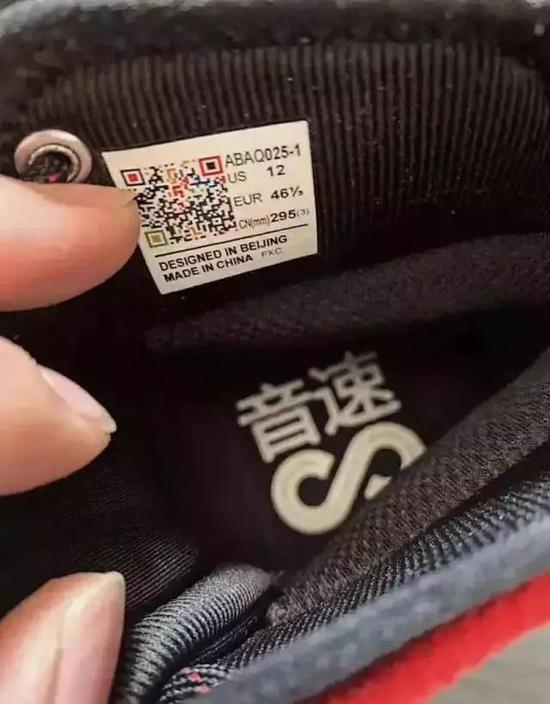 ABAQ025-1
US 12
EUR 46⅓
CN(mm)295(3)
DESIGNED IN BEIJING
MADE IN CHINA FXC
音速